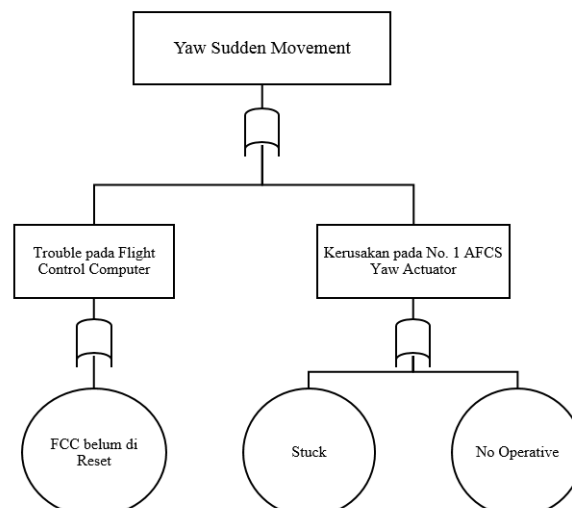 Yaw Sudden Movement
Trouble pada Flight
Control Computer
Kerusakan pada No. 1 AFCS
Yaw Actuator
FCC belum di
Reset
Stuck
No Operative